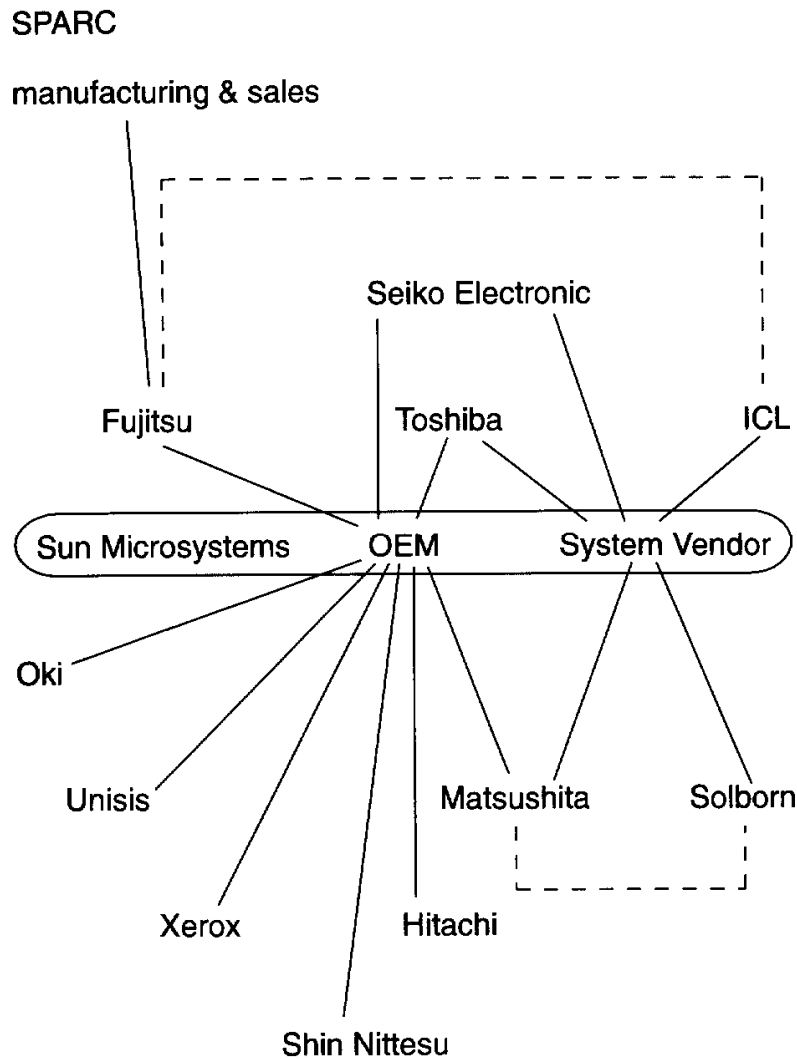 SPARC
manufacturing & sales
Seiko Electronic
Fujitsu
Toshiba
ICL
Sun Microsystems
OEM
System Vendor
Oki
Unisis
Matsushita
Solborn
Xerox
Hitachi
Shin Nittesu